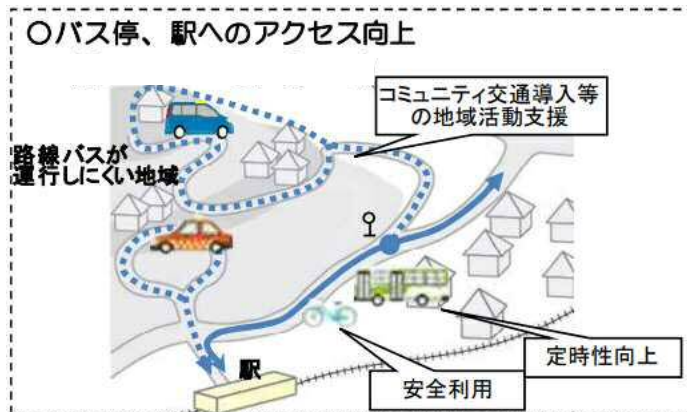 〇バス停、駅へのアクセス向上
コミュニティ交通導入等
の地域活動支援
路線バスが
運行しにくい地域
駅
定時性向上
安全利用